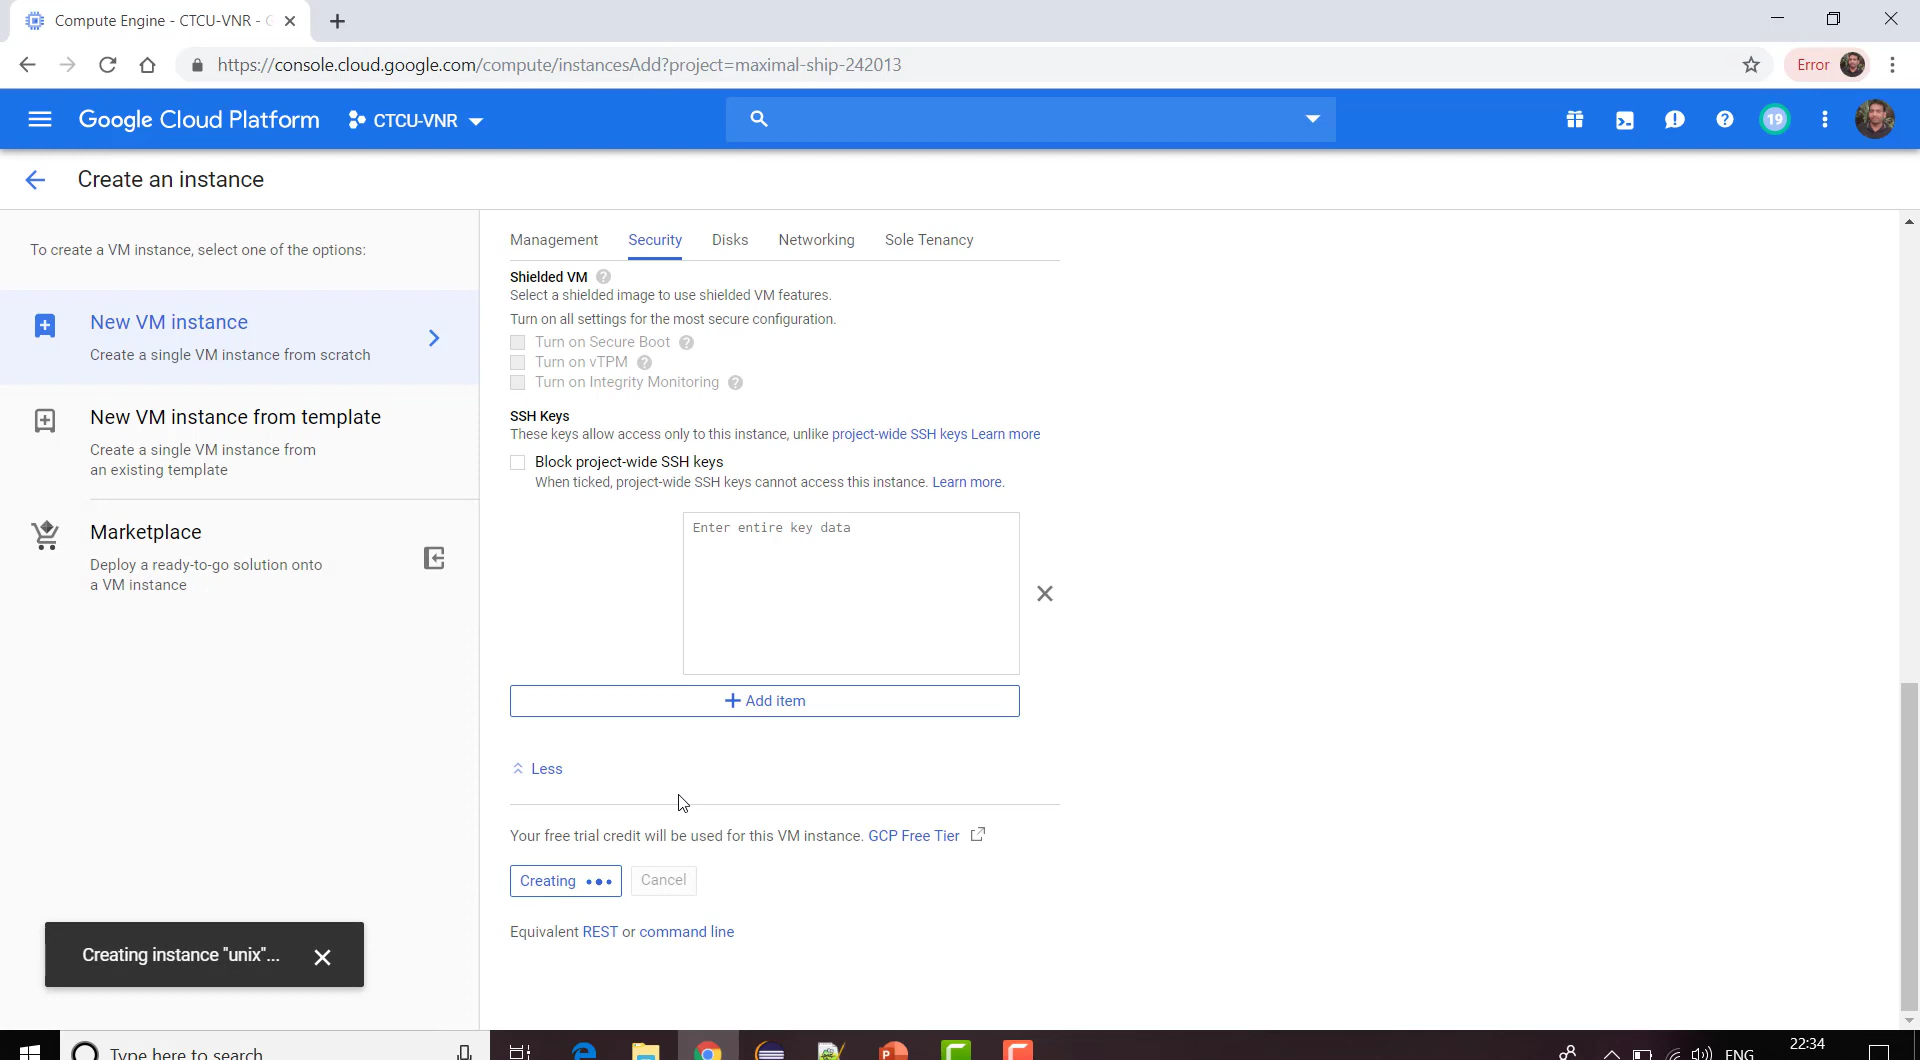 Compute Engine - CTCU-VNR - G
https://console.cloud.google.com/compute/instancesAdd?project=maximal-ship-242013
Error
Google Cloud Platform
CTCU-VNR
19
Create an instance
To create a VM instance, select one of the options:
New VM instance
Create a single VM instance from scratch
New VM instance from template
Create a single VM instance from
an existing template
Marketplace
Deploy a ready-to-go solution onto
a VM instance
Management Security Disks Networking Sole Tenancy
Shielded VM
Select a shielded image to use shielded VM features.
Turn on all settings for the most secure configuration.
Turn on Secure Boot
Turn on vTPM
Turn on Integrity Monitoring
SSH Keys
These keys allow access only to this instance, unlike project-wide SSH keys Learn more
Block project-wide SSH keys
When ticked, project-wide SSH keys cannot access this instance. Learn more.
Enter entire key data
Add item
Less
Your free trial credit will be used for this VM instance. GCP Free Tier
Creating
Cancel
Equivalent REST or command line
Creating instance "unix"...
Type here to search
ENG
22:34